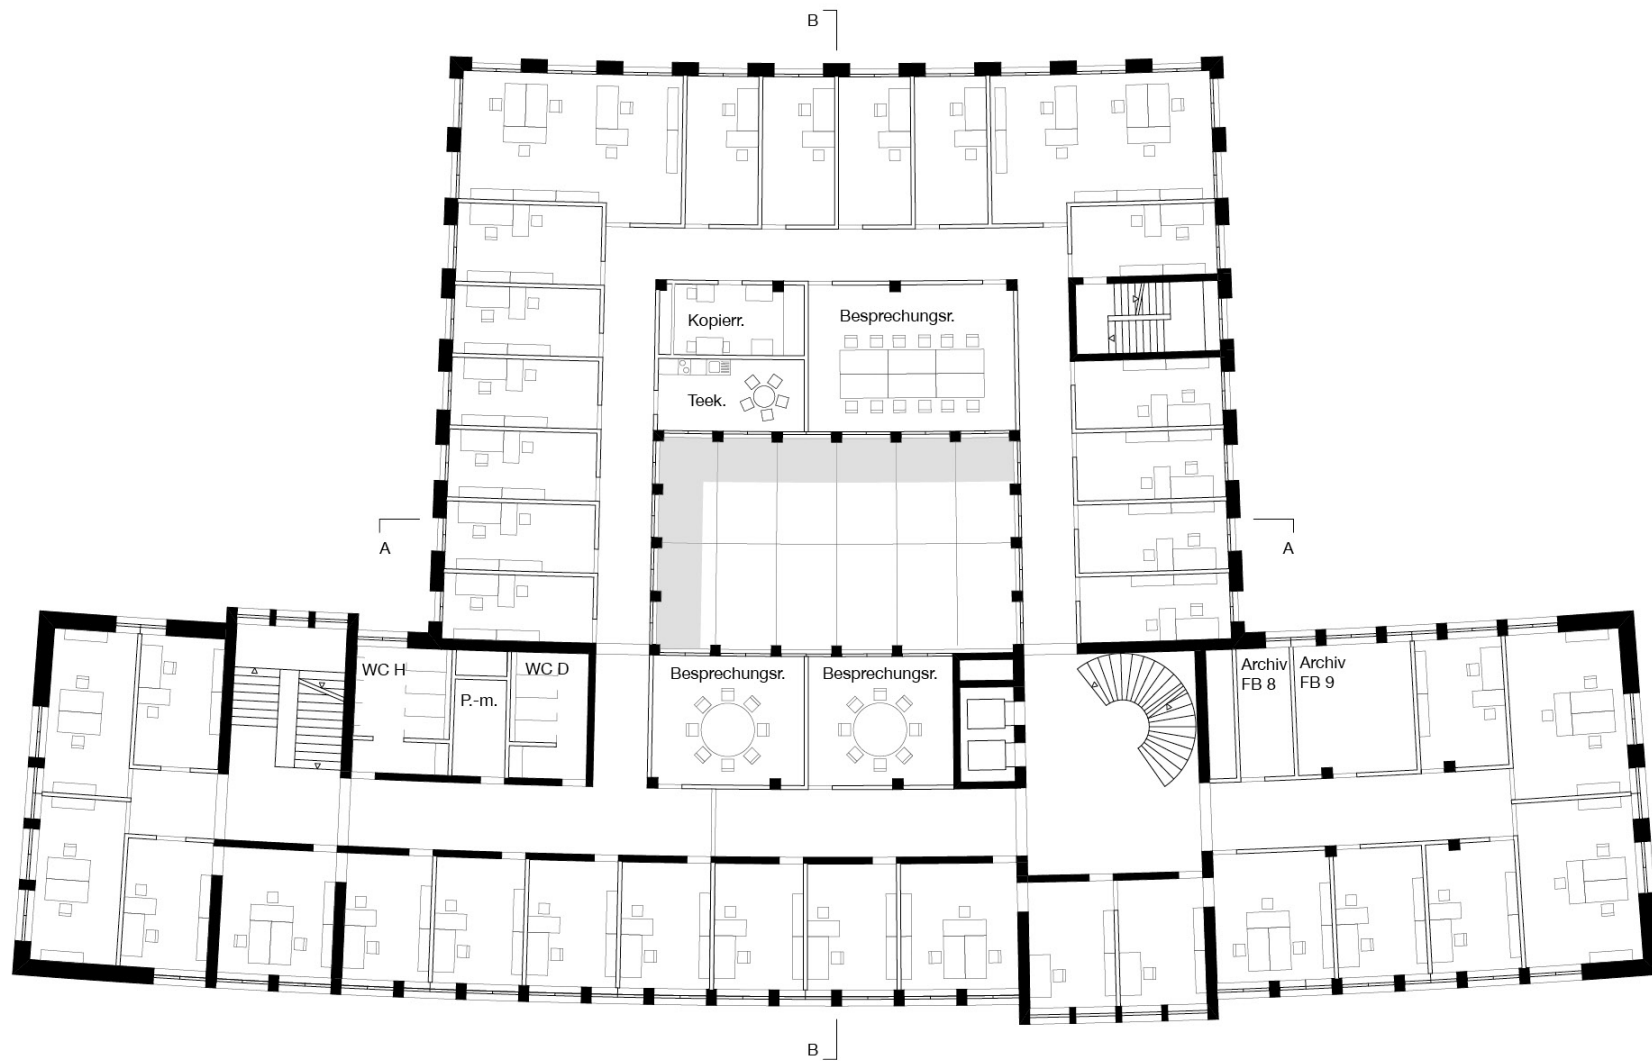 B
Kopierr.
Besprechungsr.
Teek.
A
A
WC H
WC D
P.-m.
Besprechungsr.
Besprechungsr.
Archiv
FB 8
Archiv
FB 9
B